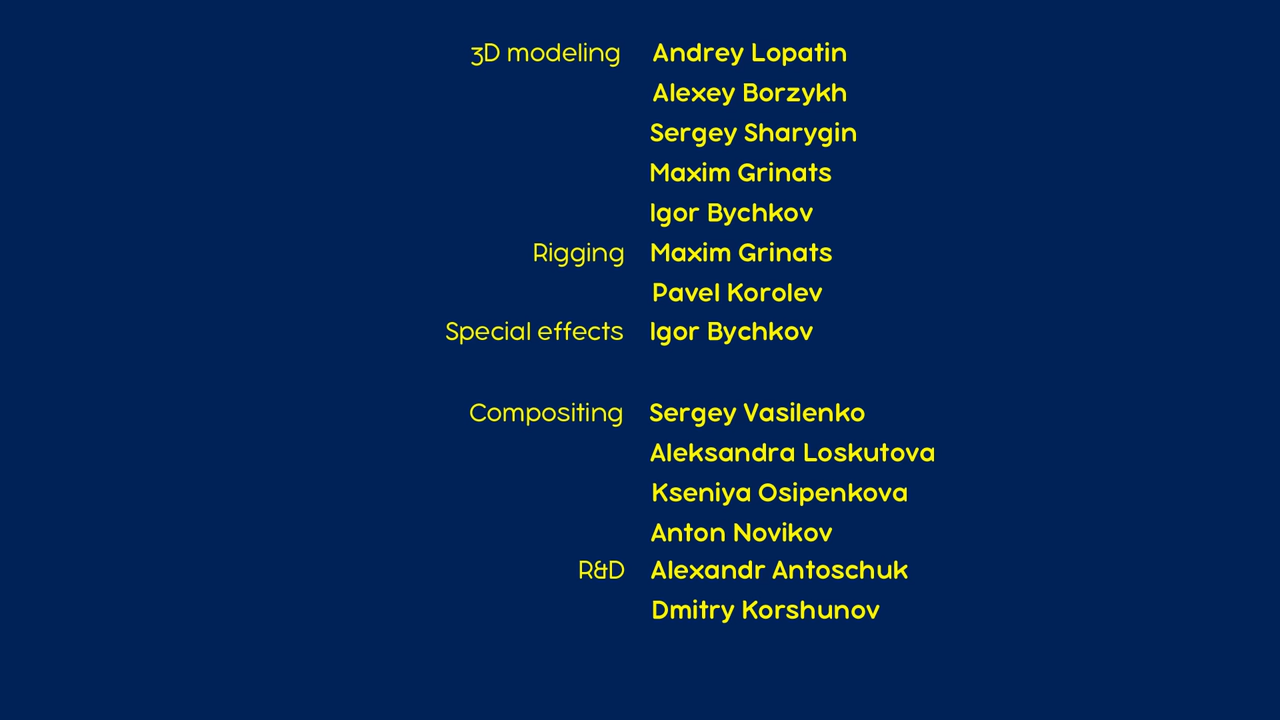 3D modeling Andrey Lopatin
Alexey Borzykh
Sergey Sharygin
Maxim Grinats
Igor Bychkov
Rigging Maxim Grinats
Pavel Korolev
Special effects Igor Bychkov
Compositing Sergey Vasilenko
Aleksandra Loskutova
Kseniya Osipenkova
Anton Novikov
R&D Alexandr Antoschuk
Dmitry Korshunov